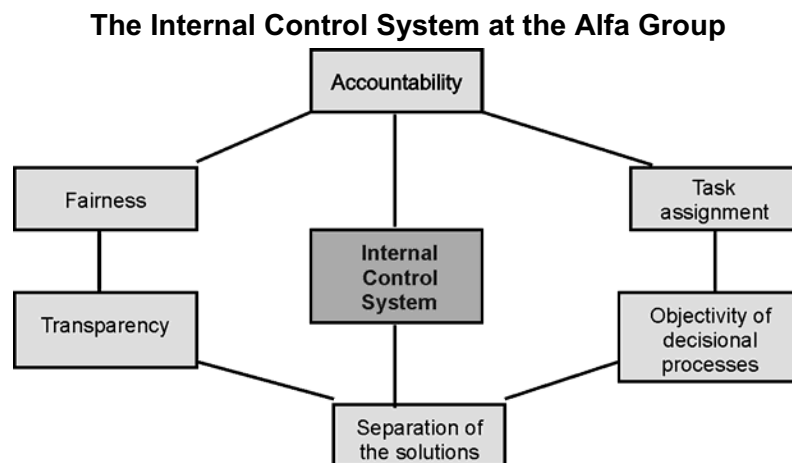 The Internal Control System at the Alfa Group
Accountability
Fairness
Task
assignment
Internal
Control
System
Transparency
Objectivity of
decisional
processes
Separation of
the solutions